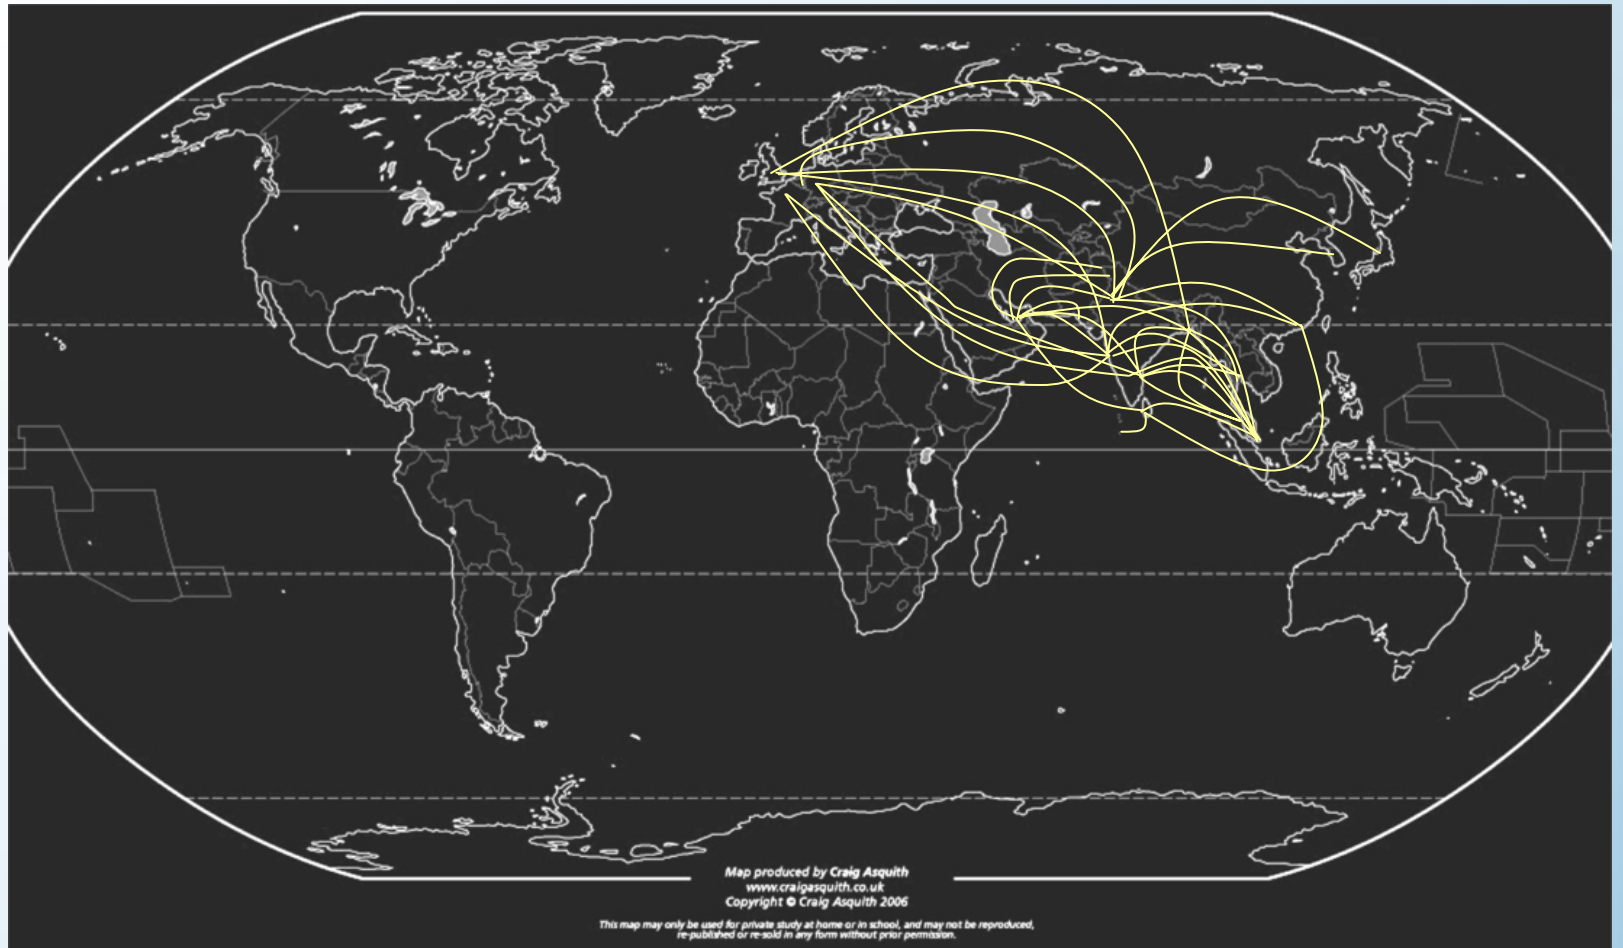 Map produced by Craig Asquith
www.craigasquith.co.uk
Copyright © Craig Asquith 2006
This map may only be used for private study at home or in school, and may not be reproduced,
re-published or re-sold in any form without prior permission.